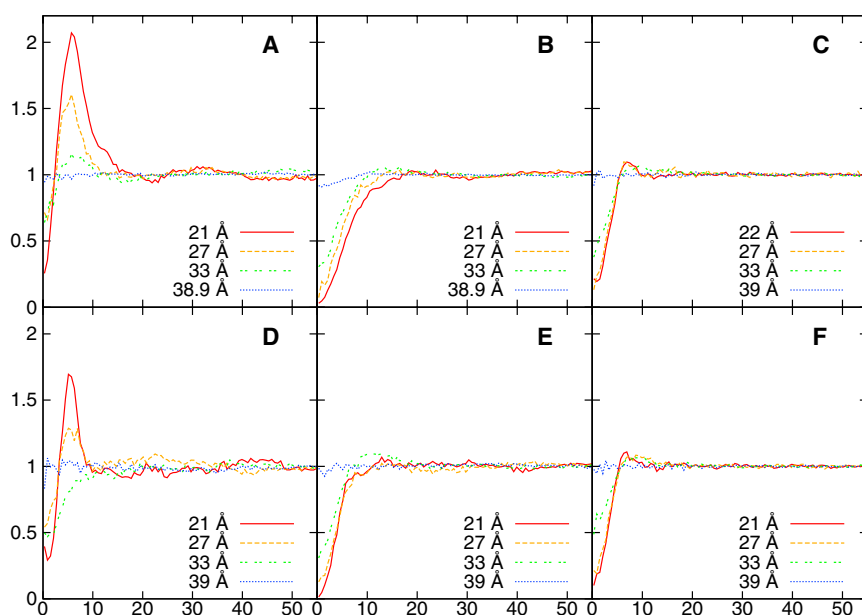 A B C
2
1.5
1
0.5
0
21 Å
27 Å
33 Å
38.9 Å
21 Å
27 Å
33 Å
38.9 Å
22 Å
27 Å
33 Å
39 Å
D E F
2
1.5
1
0.5
0
21 Å
27 Å
33 Å
39 Å
21 Å
27 Å
33 Å
39 Å
21 Å
27 Å
33 Å
39 Å
0 10 20 30 40 50 0 10 20 30 40 50 0 10 20 30 40 50